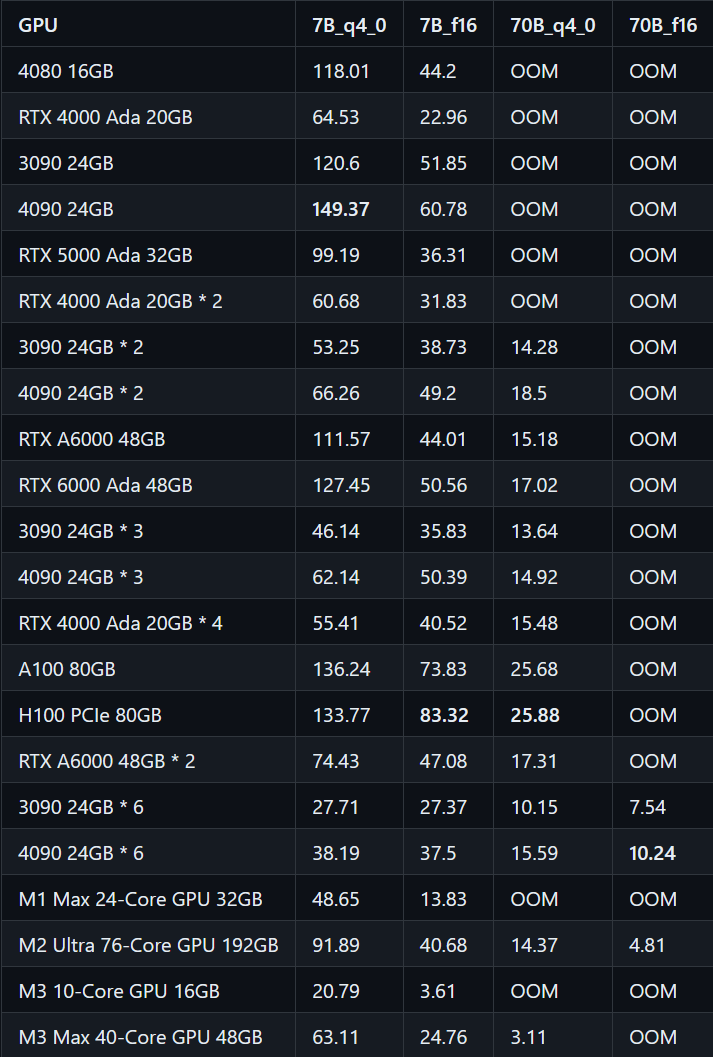 GPU 7B_q4_0 7B_f16 70B_q4_0 70B_f16
4080 16GB 118.01 44.2 OOM OOM
RTX 4000 Ada 20GB 64.53 22.96 OOM OOM
3090 24GB 120.6 51.85 OOM OOM
4090 24GB 149.37 60.78 OOM OOM
RTX 5000 Ada 32GB 99.19 36.31 OOM OOM
RTX 4000 Ada 20GB * 2 60.68 31.83 OOM OOM
3090 24GB * 2 53.25 38.73 14.28 OOM
4090 24GB * 2 66.26 49.2 18.5 OOM
RTX A6000 48GB 111.57 44.01 15.18 OOM
RTX 6000 Ada 48GB 127.45 50.56 17.02 OOM
3090 24GB * 3 46.14 35.83 13.64 OOM
4090 24GB * 3 62.14 50.39 14.92 OOM
RTX 4000 Ada 20GB * 4 55.41 40.52 15.48 OOM
A100 80GB 136.24 73.83 25.68 OOM
H100 PCIe 80GB 133.77 83.32 25.88 OOM
RTX A6000 48GB * 2 74.43 47.08 17.31 OOM
3090 24GB * 6 27.71 27.37 10.15 7.54
4090 24GB * 6 38.19 37.5 15.59 10.24
M1 Max 24-Core GPU 32GB 48.65 13.83 OOM OOM
M2 Ultra 76-Core GPU 192GB 91.89 40.68 14.37 4.81
M3 10-Core GPU 16GB 20.79 3.61 OOM OOM
M3 Max 40-Core GPU 48GB 63.11 24.76 3.11 OOM